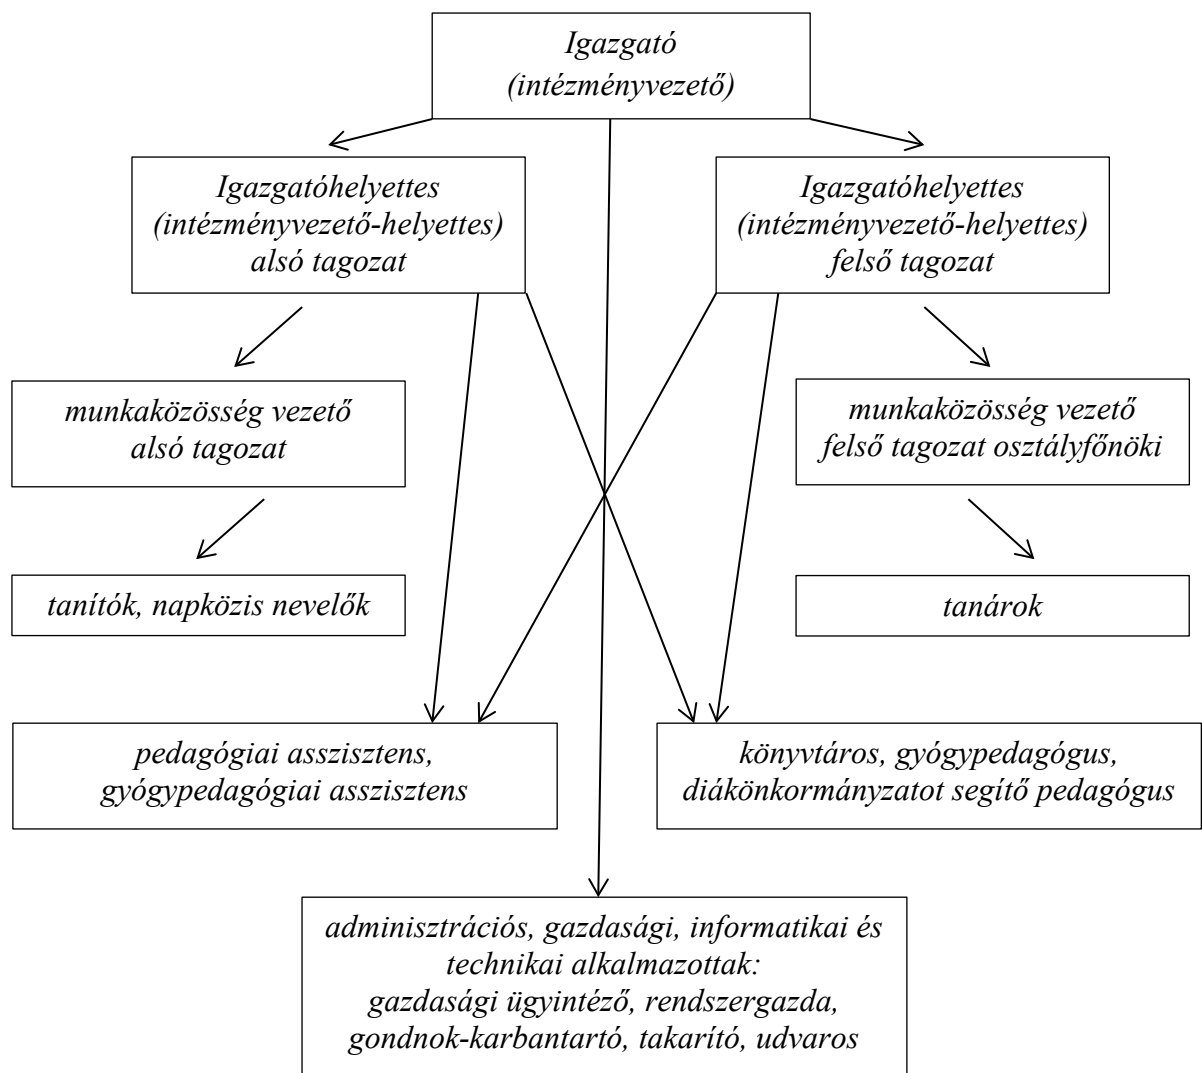 Igazgató
(intézményvezető)
Igazgatóhelyettes
(intézményvezető-helyettes)
alsó tagozat
Igazgatóhelyettes
(intézményvezető-helyettes)
felső tagozat
munkaközösség vezető
alsó tagozat
munkaközösség vezető
felső tagozat osztályfőnöki
tanítók, napközis nevelők
tanárok
pedagógiai asszisztens,
gyógypedagógiai asszisztens
könyvtáros, gyógypedagógus,
diákönkormányzatot segítő pedagógus
adminisztrációs, gazdasági, informatikai és
technikai alkalmazottak:
gazdasági ügyintéző, rendszergazda,
gondnok-karbantartó, takarító, udvaros